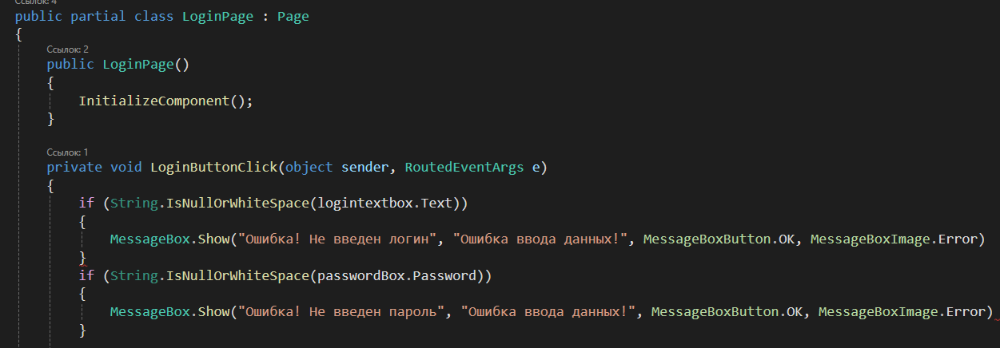 Ссылок: 4
public partial class LoginPage : Page
{
Ссылок: 2
public LoginPage()
{
InitializeComponent();
}
Ссылок: 1
private void LoginButtonClick(object sender, RoutedEventArgs e)
{
if (String.IsNullOrWhiteSpace(logintextbox.Text))
{
MessageBox.Show("Ошибка! Не введен логин", "Ошибка ввода данных!", MessageBoxButton.OK, MessageBoxImage.Error)
}
if (String.IsNullOrWhiteSpace(passwordBox.Password))
{
MessageBox.Show("Ошибка! Не введен пароль", "Ошибка ввода данных!", MessageBoxButton.OK, MessageBoxImage.Error)
}